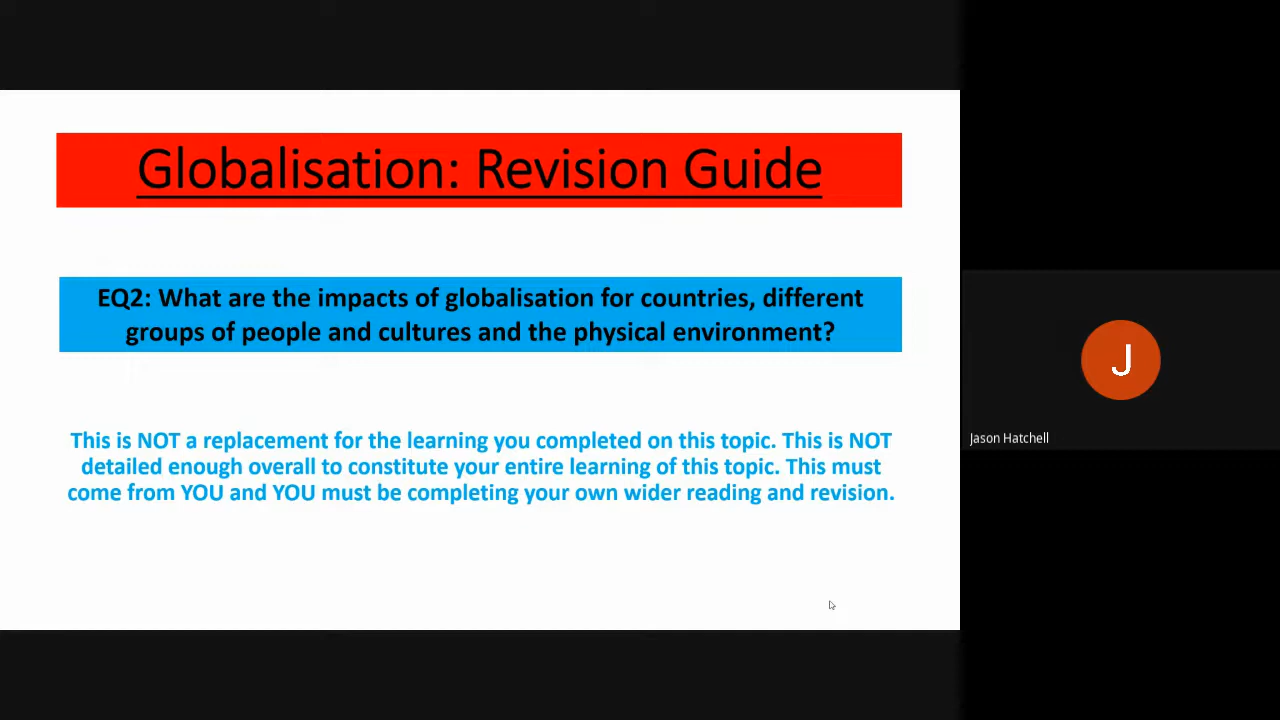 Globalisation: Revision Guide
EQ2: What are the impacts of globalisation for countries, different
groups of people and cultures and the physical environment?
This is NOT a replacement for the learning you completed on this topic. This is NOT
detailed enough overall to constitute your entire learning of this topic. This must
come from YOU and YOU must be completing your own wider reading and revision.
J
Jason Hatchell